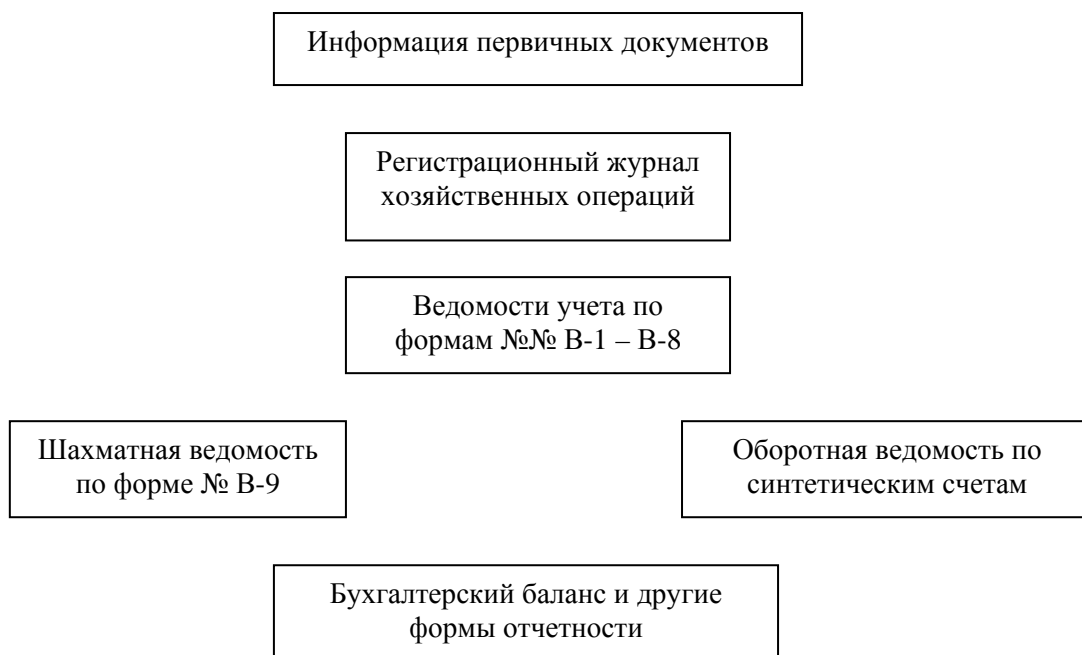 Информация первичных документов
Регистрационный журнал
хозяйственных операций
Ведомости учета по
формам №№ В-1 – В-8
Шахматная ведомость
по форме № В-9
Оборотная ведомость по
синтетическим счетам
Бухгалтерский баланс и другие
формы отчетности